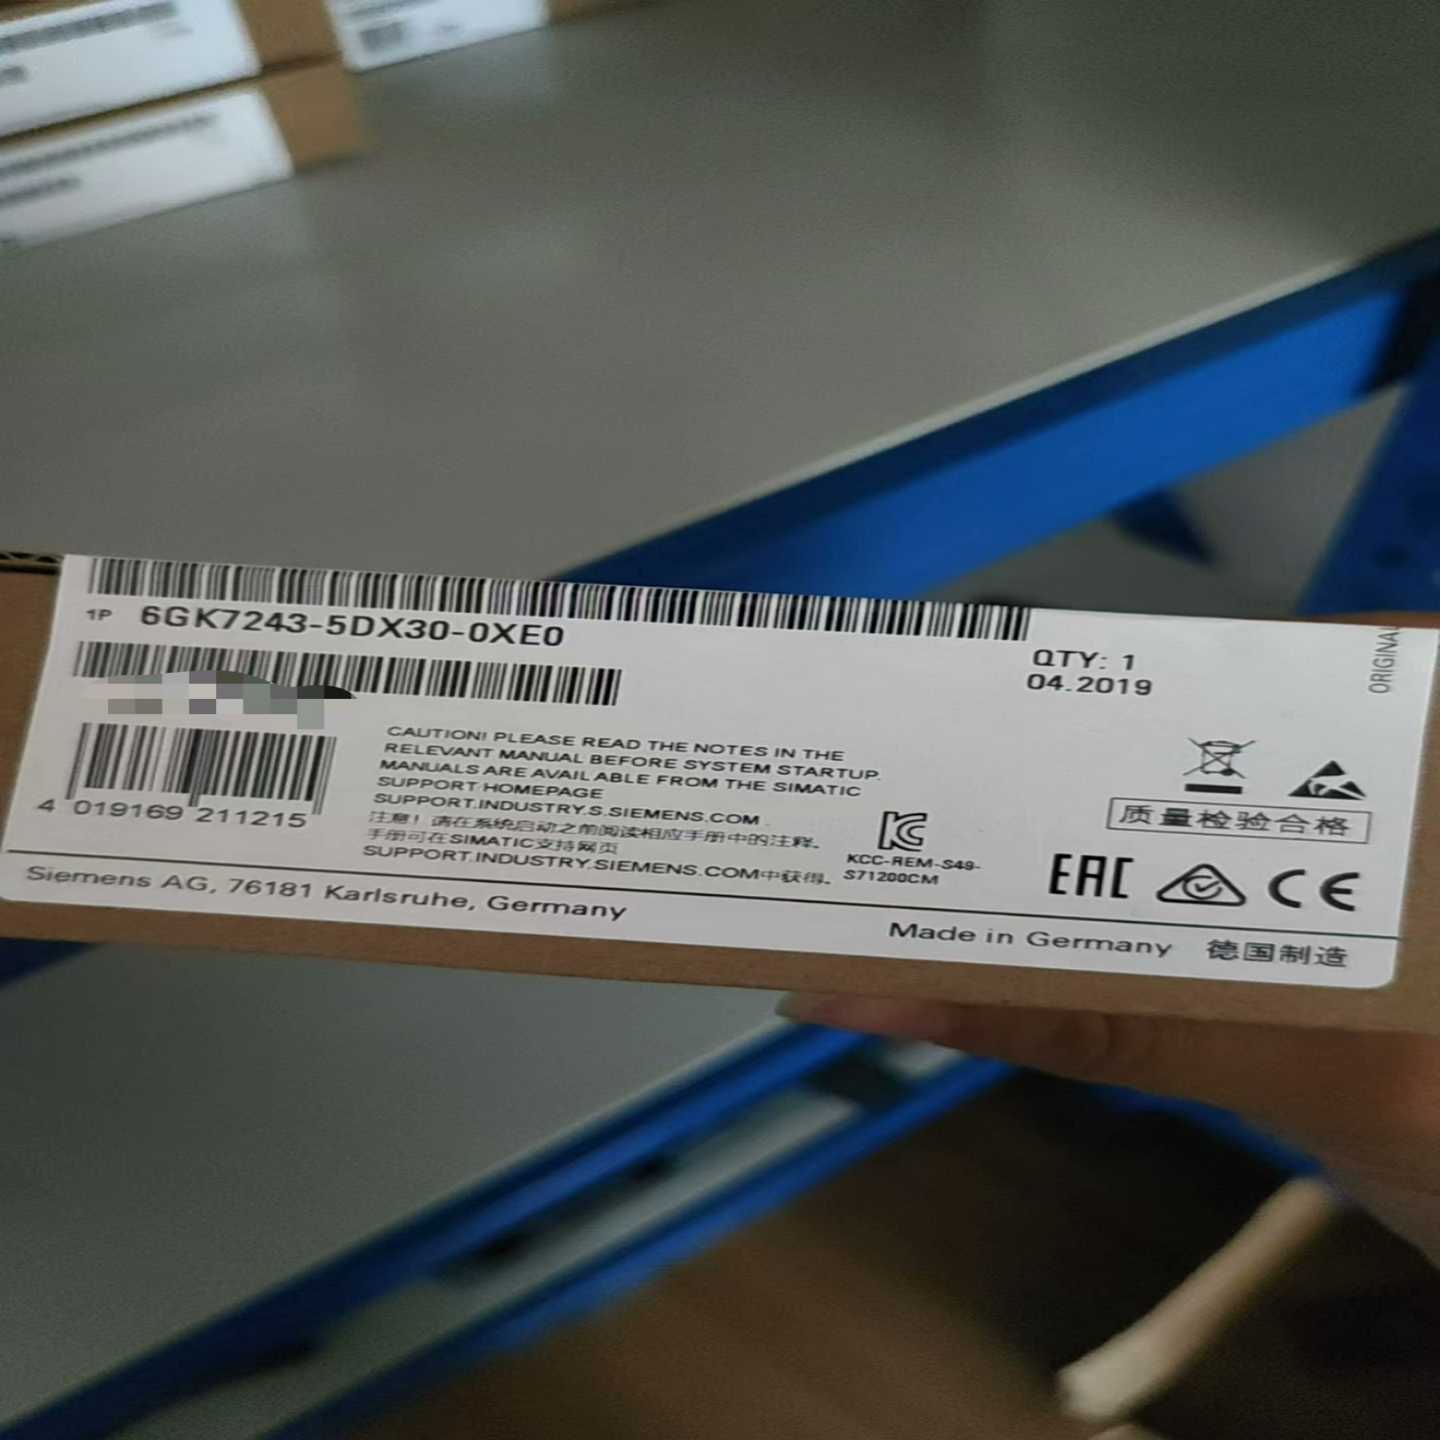 1P 6GK7243-5DX30-0XE0
QTY: 1
04.2019
ORIGINAL
CAUTION! PLEASE READ THE NOTES IN THE
RELEVANT MANUAL BEFORE SYSTEM STARTUP.
MANUALS ARE AVAILABLE FROM THE SIMATIC
SUPPORT HOMEPAGE
SUPPORT.INDUSTRY.S.SIEMENS.COM.
注意！请在系统启动之前阅读相应手册中的注释。
手册可在SIMATIC支持网页
SUPPORT.INDUSTRY.SIEMENS.COM中获得。
4 019169 211215
KCC-REM-S49-
S71200CM
质量检验合格
EAC
CE
Siemens AG, 76181 Karlsruhe, Germany
Made in Germany 德国制造